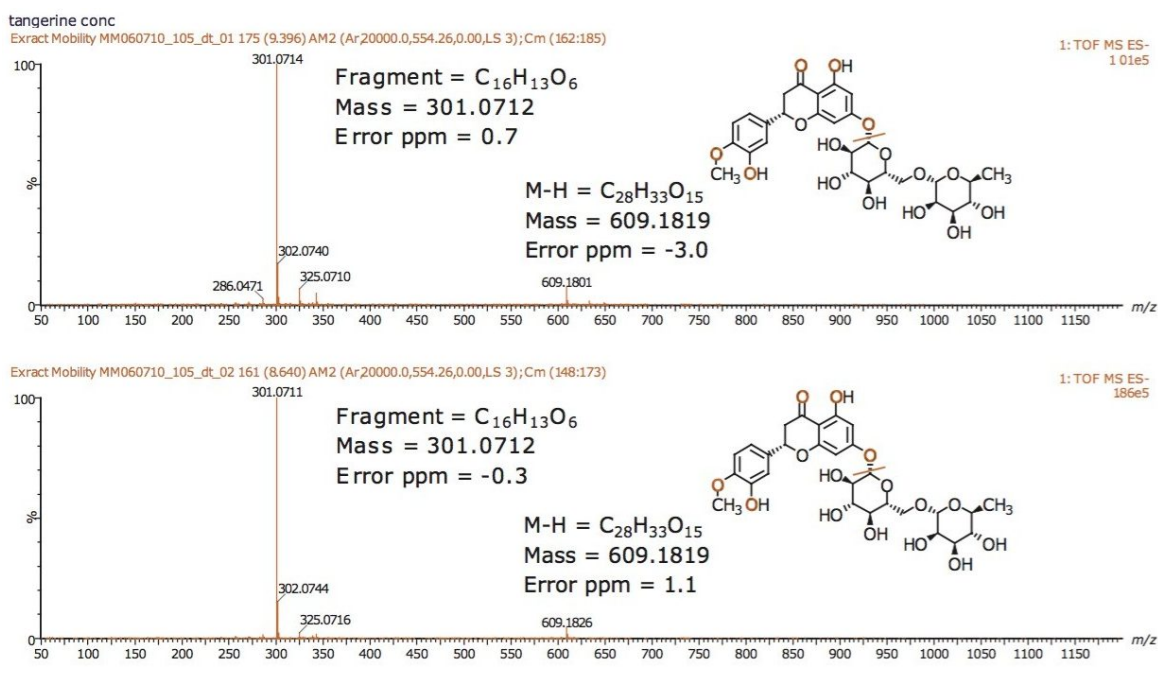 tangerine conc
Exract Mobility MM060710_105_dt_01 175 (9.396) AM2 (Ar,20000.0,554.26,0.00,LS 3); Cm (162:185)
1: TOF MS ES-
1 01e5
100
%
0
301.0714
302.0740
286.0471
325.0710
609.1801
Fragment = C₁₆H₁₃O₆
Mass = 301.0712
Error ppm = 0.7
M-H = C₂₈H₃₃O₁₅
Mass = 609.1819
Error ppm = -3.0
O OH
O
O
O
CH₃ OH
HO
O
HO
OH
O
O
CH₃
HO
OH
OH
50 100 150 200 250 300 350 400 450 500 550 600 650 700 750 800 850 900 950 1000 1050 1100 1150 m/z
Exract Mobility MM060710_105_dt_02 161 (8.640) AM2 (Ar,20000.0,554.26,0.00,LS 3); Cm (148:173)
1: TOF MS ES-
186e5
100
%
0
301.0711
302.0744
325.0716
609.1826
Fragment = C₁₆H₁₃O₆
Mass = 301.0712
Error ppm = -0.3
M-H = C₂₈H₃₃O₁₅
Mass = 609.1819
Error ppm = 1.1
O OH
O
O
O
CH₃ OH
HO
O
HO
OH
O
O
CH₃
HO
OH
OH
50 100 150 200 250 300 350 400 450 500 550 600 650 700 750 800 850 900 950 1000 1050 1100 1150 m/z